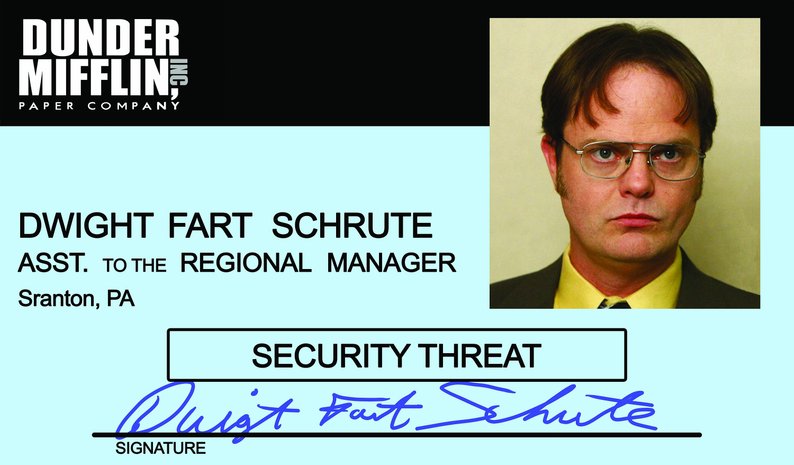 DUNDER
MIFFLIN, INC
PAPER COMPANY
DWIGHT FART SCHRUTE
ASST. TO THE REGIONAL MANAGER
Sranton, PA
SECURITY THREAT
Dwigt Fart Schrute
SIGNATURE